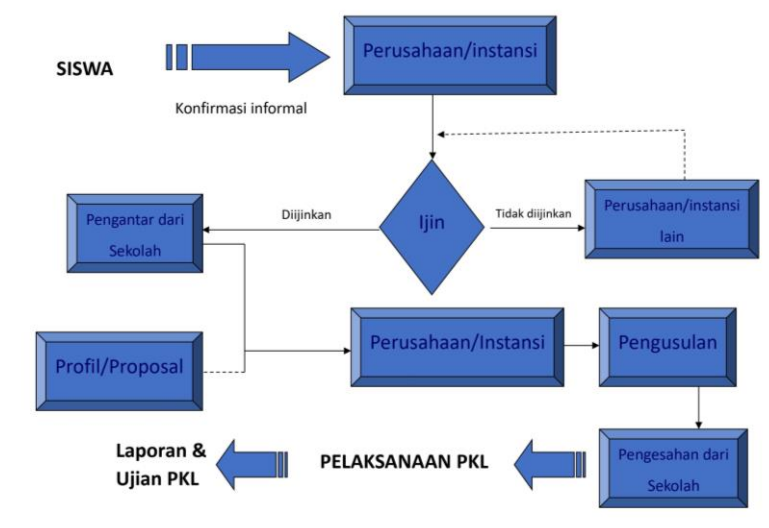 SISWA
Perusahaan/instansi
Konfirmasi informal
Ijin
Diijinkan
Tidak diijinkan
Perusahaan/instansi
lain
Pengantar dari
Sekolah
Profil/Proposal
Perusahaan/Instansi
Pengusulan
Pengesahan dari
Sekolah
PELAKSANAAN PKL
Laporan &
Ujian PKL